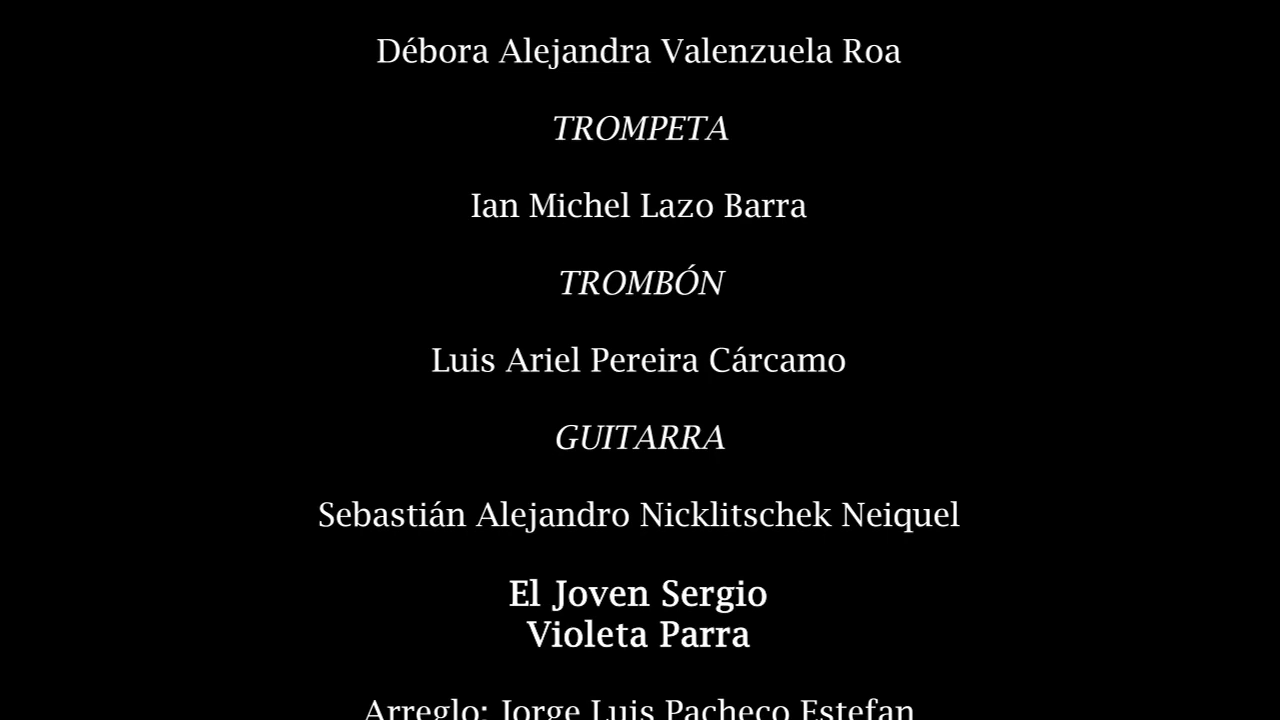 Débora Alejandra Valenzuela Roa
TROMPETA
Ian Michel Lazo Barra
TROMBÓN
Luis Ariel Pereira Cárcamo
GUITARRA
Sebastián Alejandro Nicklitschek Neiquel
El Joven Sergio
Violeta Parra
Arreglo: Jorge Luis Pacheco Estefan